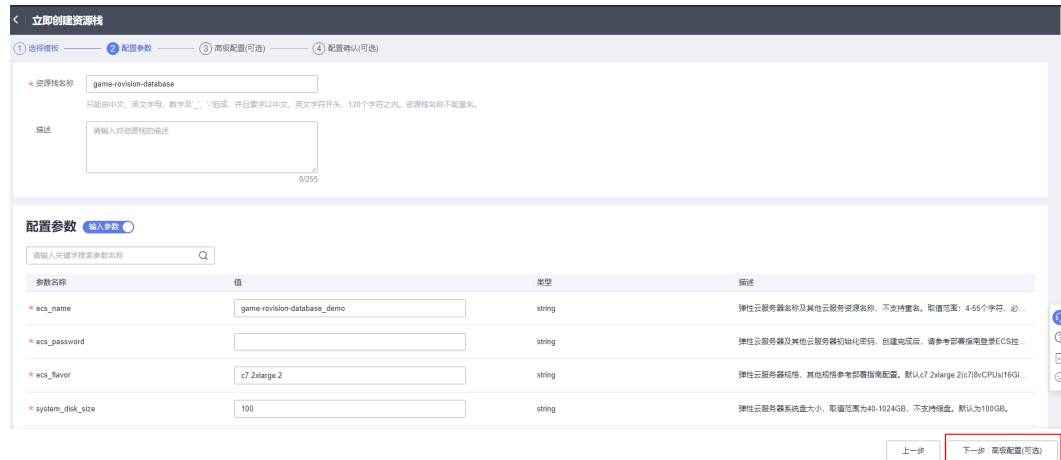 < 立即创建资源栈
1 选择模板 2 配置参数 3 高级配置(可选) 4 配置确认(可选)
* 资源栈名称 game-rovision-database
只能由中文、英文字母、数字及'_'、'-'组成，并且要求以中文、英文字符开头，128个字符之内。资源栈名称不能重名。
描述 请输入对资源栈的描述
0/255
配置参数 输入参数
请输入关键字搜索参数名称
参数名称 值 类型 描述
* ecs_name game-rovision-database_demo string 弹性云服务器名称及其他云服务资源名称，不支持重名。取值范围：4-55个字符，必...
* ecs_password string 弹性云服务器及其他云服务器初始化密码，创建完成后，请参考部署指南登录ECS控...
* ecs_flavor c7.2xlarge.2 string 弹性云服务器规格，其他规格参考部署指南配置。默认c7.2xlarge.2(c7|8vCPUs|16Gi...
* system_disk_size 100 string 弹性云服务器系统盘大小，取值范围为40-1024GB，不支持缩盘。默认为100GB。
上一步 下一步：高级配置(可选)